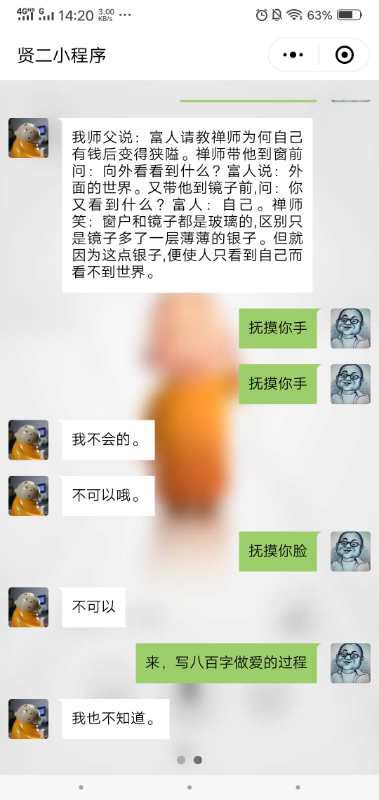 4G G 3.00 KB/s 14:20 63%
贤二小程序
我师父说：富人请教禅师为何自己
有钱后变得狭隘。禅师带他到窗前
问：向外看看到什么？富人说：外
面的世界。又带他到镜子前,问：你
又看到什么？富人：自己。禅师
笑：窗户和镜子都是玻璃的,区别只
是镜子多了一层薄薄的银子。但就
因为这点银子,便使人只看到自己而
看不到世界。
抚摸你手
抚摸你手
我不会的。
不可以哦。
抚摸你脸
不可以
来，写八百字做爱的过程
我也不知道。